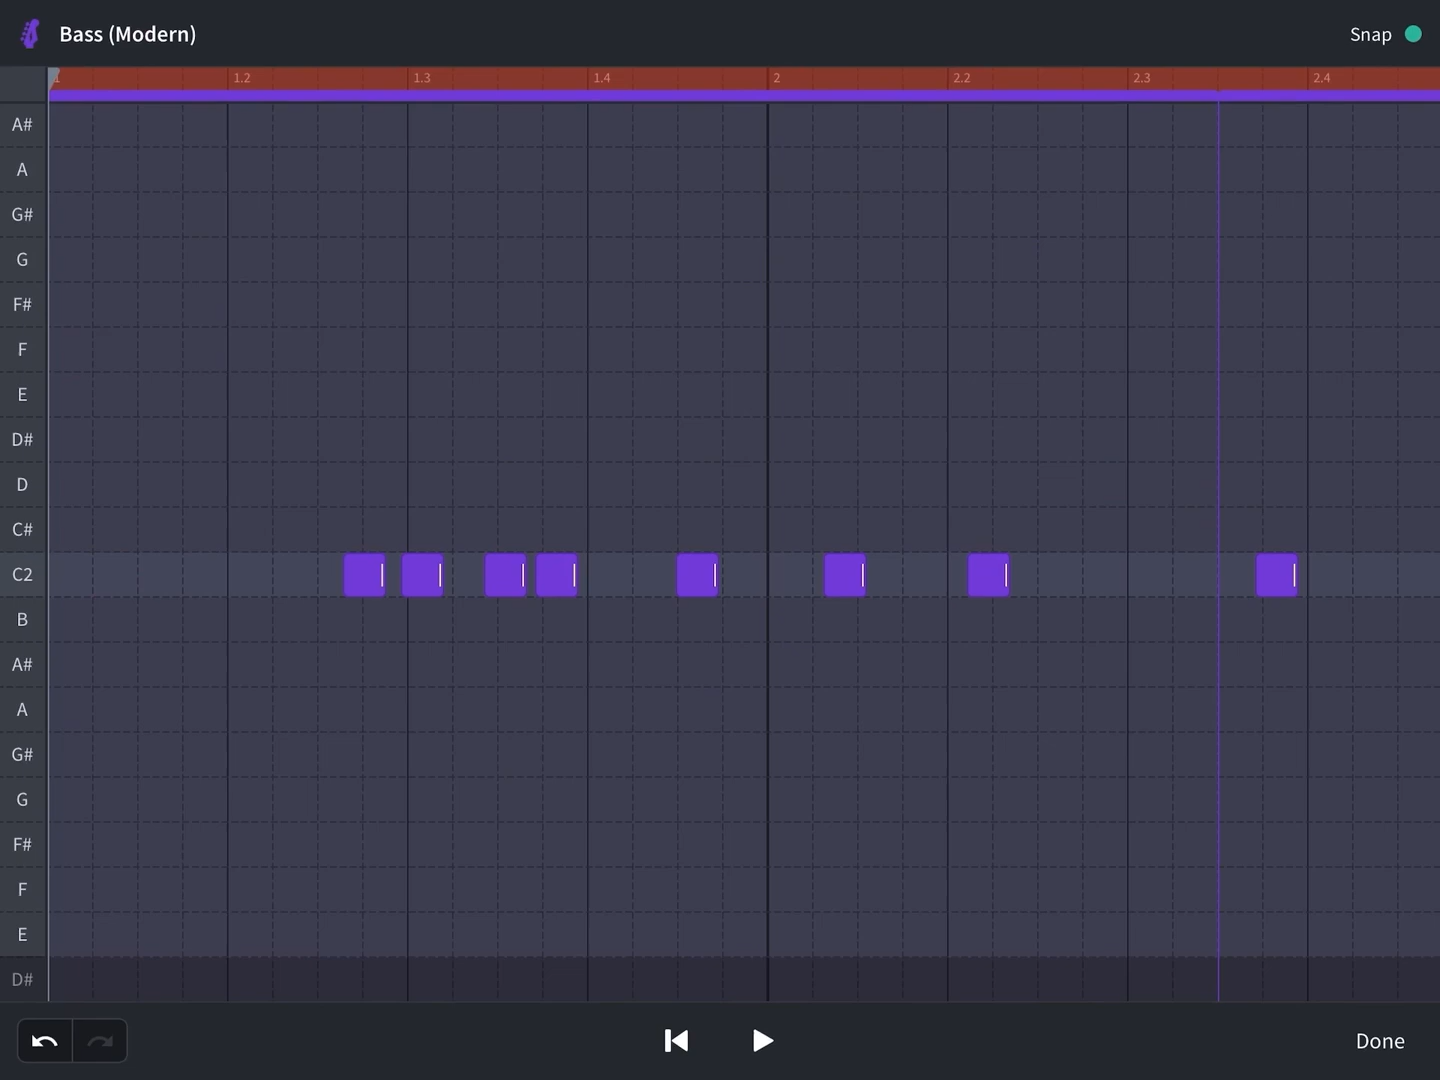 Bass (Modern)
Snap
1 1.2 1.3 1.4 2 2.2 2.3 2.4
A#
A
G#
G
F#
F
E
D#
D
C#
C2
B
A#
A
G#
G
F#
F
E
D#
Done